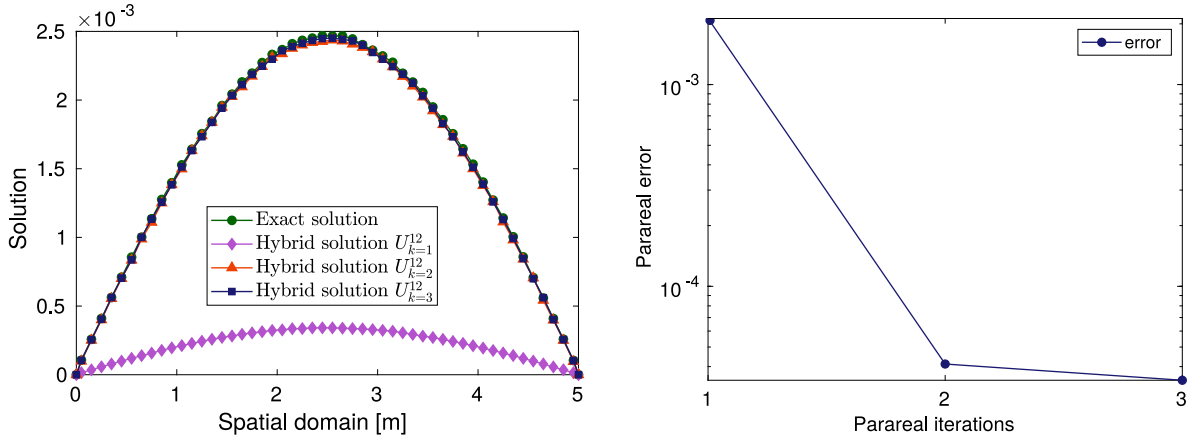 ×10⁻³
2.5
2
1.5
1
0.5
0
Solution
Exact solution
Hybrid solution U¹²ₖ₌₁
Hybrid solution U¹²ₖ₌₂
Hybrid solution U¹²ₖ₌₃
0 1 2 3 4 5
Spatial domain [m]
error
10⁻³
10⁻⁴
Parareal error
1 2 3
Parareal iterations